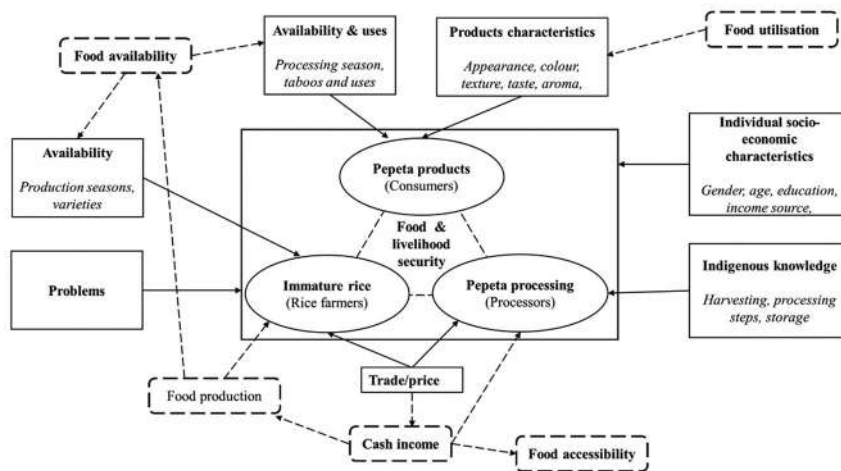 Food availability
Availability & uses
Processing season,
taboos and uses
Products characteristics
Appearance, colour,
texture, taste, aroma,
Food utilisation
Availability
Production seasons,
varieties
Individual socio-
economic
characteristics
Gender, age, education,
income source,
Pepeta products
(Consumers)
Food &
livelihood
security
Problems
Immature rice
(Rice farmers)
Pepeta processing
(Processors)
Indigenous knowledge
Harvesting, processing
steps, storage
Food production
Trade/price
Cash income
Food accessibility